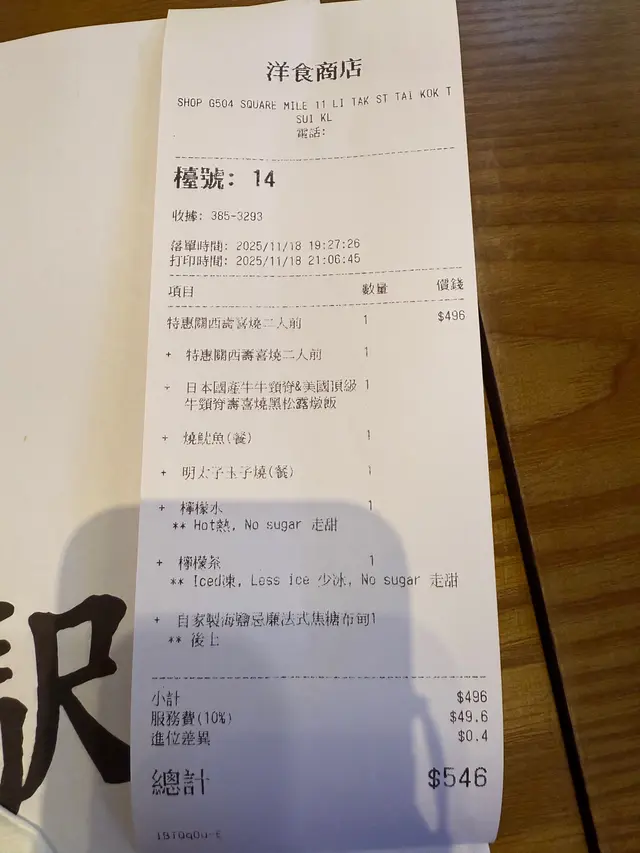 洋食商店
SHOP G504 SQUARE MILE 11 LI TAK ST TAI KOK T
SUI KL
電話:
檯號: 14
收據: 385-3293
落單時間: 2025/11/18 19:27:26
打印時間: 2025/11/18 21:06:45
項目 數量 價錢
特惠關西壽喜燒二人前 1 $496
+ 特惠關西壽喜燒二人前 1
+ 日本國產牛牛頸脊&美國頂級 1
牛頸脊壽喜燒黑松露燉飯
+ 燒魷魚(餐) 1
+ 明太子玉子燒(餐) 1
+ 檸檬水 1
** Hot熱, No sugar 走甜
+ 檸檬茶 1
** Iced凍, Less ice 少冰, No sugar 走甜
+ 自家製海鹽忌廉法式焦糖布甸1
** 後上
小計 $496
服務費(10%) $49.6
進位差異 $0.4
總計 $546
訳